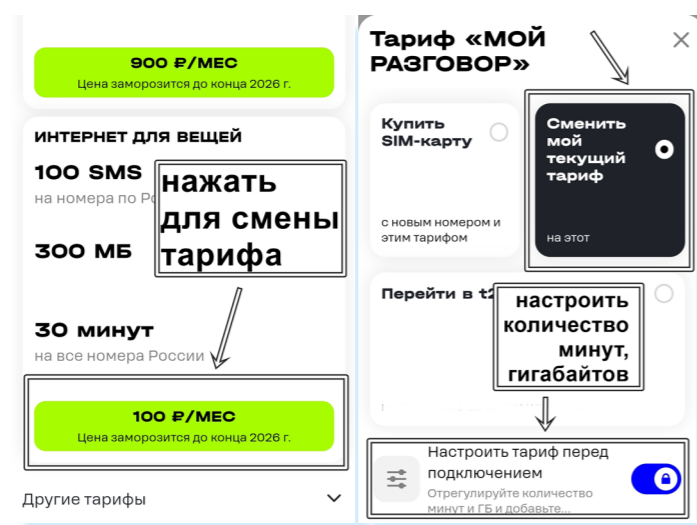 900 ₽/МЕС
Цена заморозится до конца 2026 г.
ИНТЕРНЕТ ДЛЯ ВЕЩЕЙ
100 SMS
на номера по
300 МБ
30 минут
на все номера России
100 ₽/МЕС
Цена заморозится до конца 2026 г.
Другие тарифы
нажать
для смены
тарифа
Тариф «МОЙ
РАЗГОВОР»
Купить
SIM-карту
с новым номером и
этим тарифом
Сменить
мой
текущий
тариф
на этот
Перейти в
настроить
количество
минут,
гигабайтов
Настроить тариф перед
подключением
Отрегулируйте количество
минут и ГБ и добавьте...